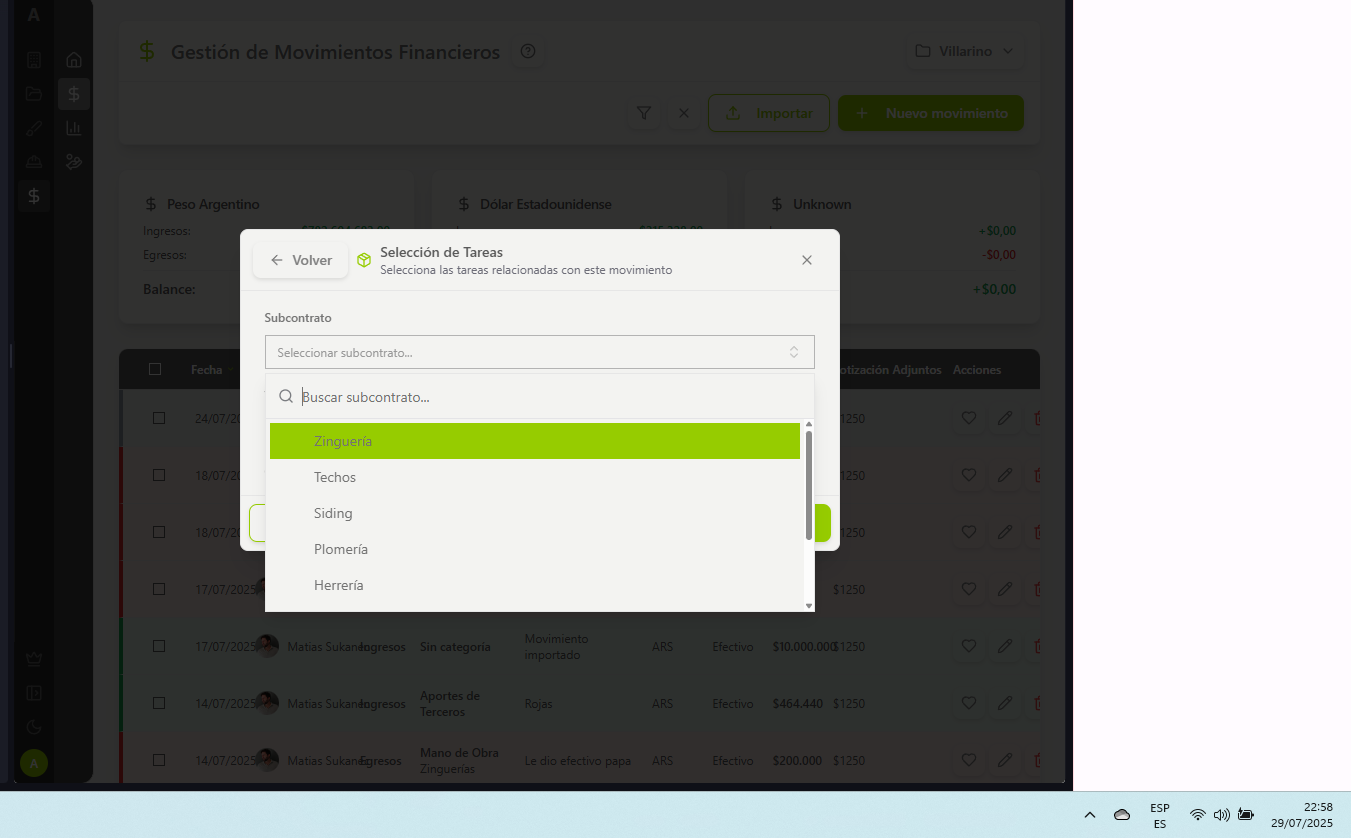 A
Gestión de Movimientos Financieros
Villarino
Importar
Nuevo movimiento
Peso Argentino
Dólar Estadounidense
Unknown
Ingresos:
+$0,00
Egresos:
-$0,00
Balance:
+$0,00
Volver
Selección de Tareas
Selecciona las tareas relacionadas con este movimiento
Subcontrato
Seleccionar subcontrato...
Buscar subcontrato...
Zinguería
Techos
Siding
Plomería
Herrería
Fecha
otización Adjuntos Acciones
24/07/20
1250
18/07/20
1250
18/07/20
1250
17/07/2025
$1250
17/07/2025 Matias Sukane Ingresos Sin categoría Movimiento importado ARS Efectivo $10.000.000 $1250
14/07/2025 Matias Sukane Ingresos Aportes de Terceros Rojas ARS Efectivo $464.440 $1250
14/07/2025 Matias Sukane Egresos Mano de Obra Zinguerías Le dio efectivo papa ARS Efectivo $200.000 $1250
A
ESP
ES
22:58
29/07/2025